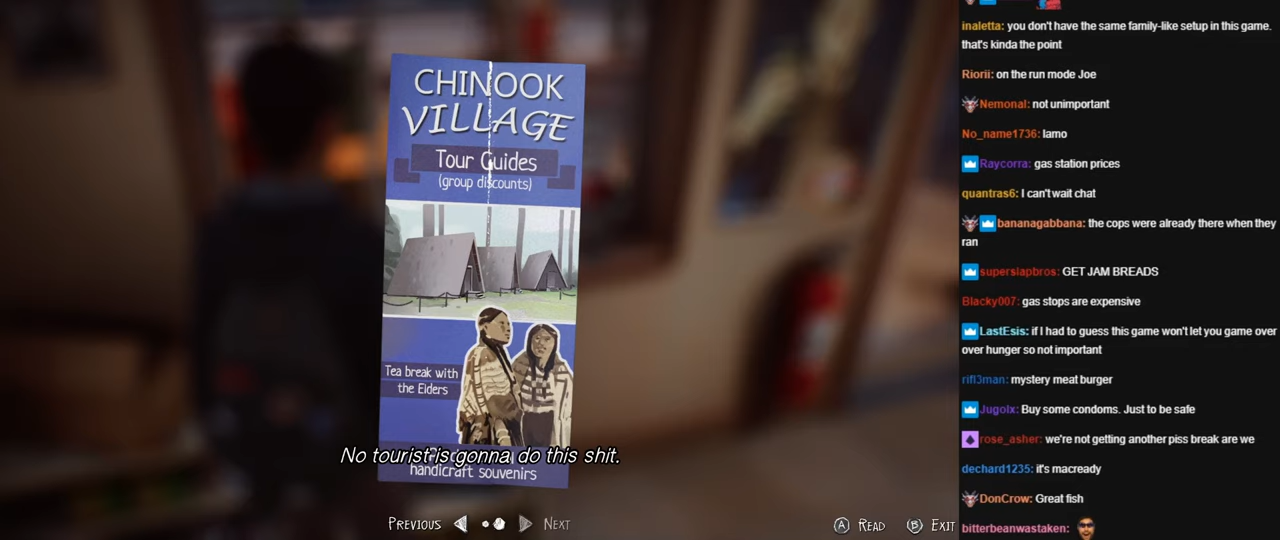 CHINOOK
VILLAGE
Tour Guides
(group discounts)
Tea break with
the Elders
handicraft souvenirs
No tourist is gonna do this shit.
PREVIOUS
NEXT
A READ
B EXIT
inaletta: you don't have the same family-like setup in this game.
that's kinda the point
Riorii: on the run mode Joe
Nemonal: not unimportant
No_name1736: lamo
Raycorra: gas station prices
quantras6: I can't wait chat
bananagabbana: the cops were already there when they
ran
superslapbros: GET JAM BREADS
Blacky007: gas stops are expensive
LastEsis: if I had to guess this game won't let you game over
over hunger so not important
rifl3man: mystery meat burger
Jugolx: Buy some condoms. Just to be safe
rose_asher: we're not getting another piss break are we
dechard1235: it's macready
DonCrow: Great fish
bitterbeanwastaken: